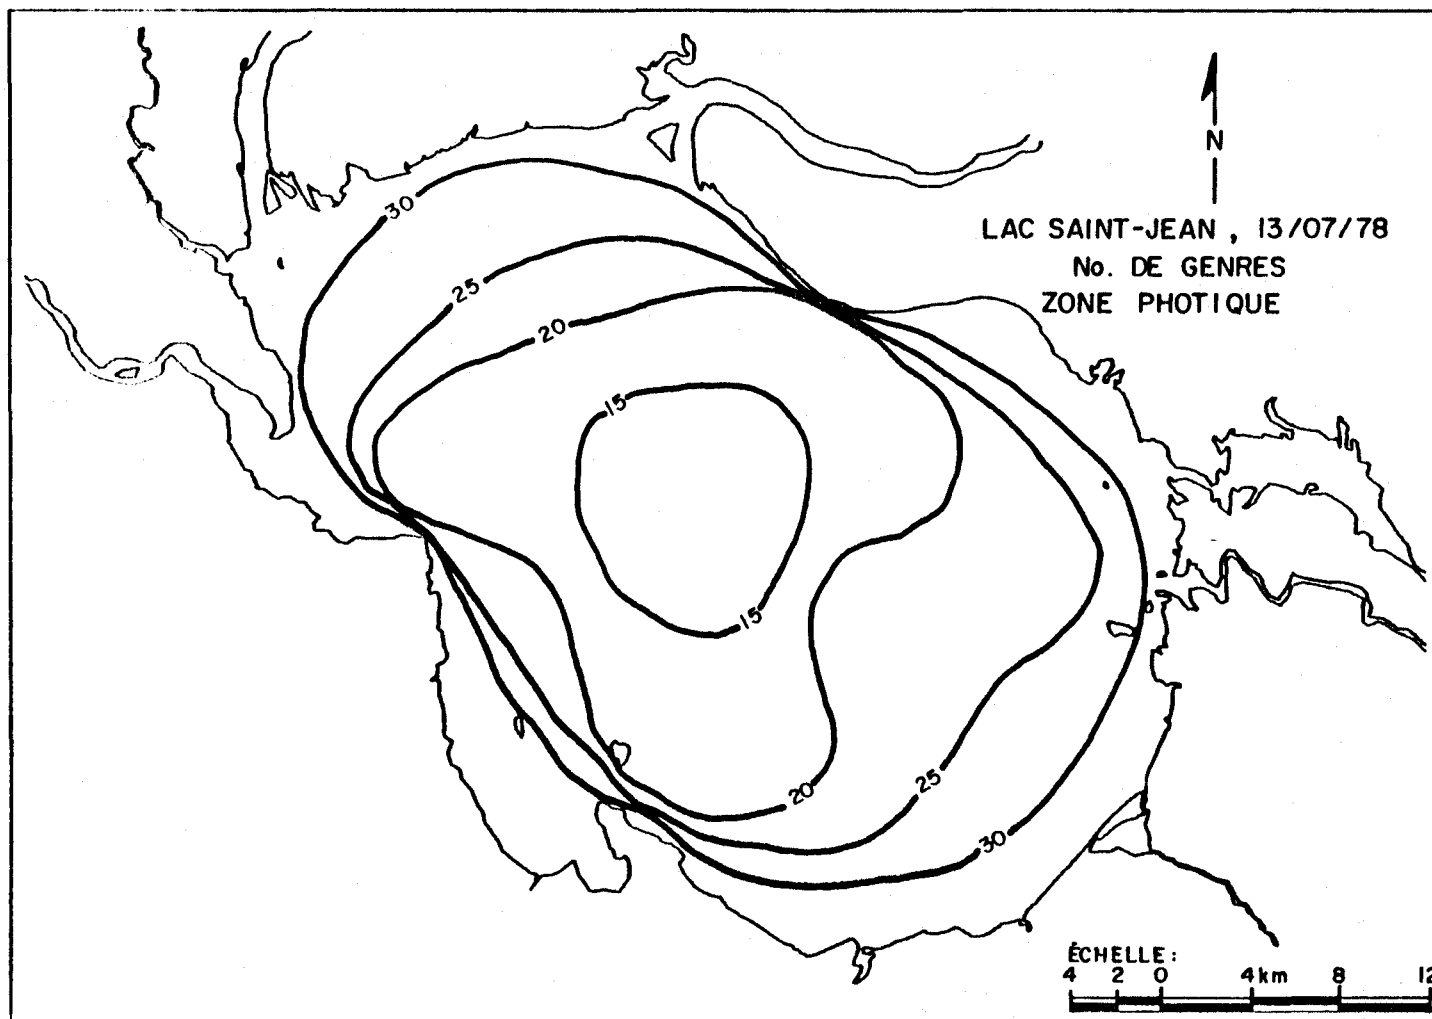 N
LAC SAINT-JEAN , 13/07/78
No. DE GENRES
ZONE PHOTIQUE
30
25
20
15
15
20
25
30
ÉCHELLE:
4 2 0 4km 8 12